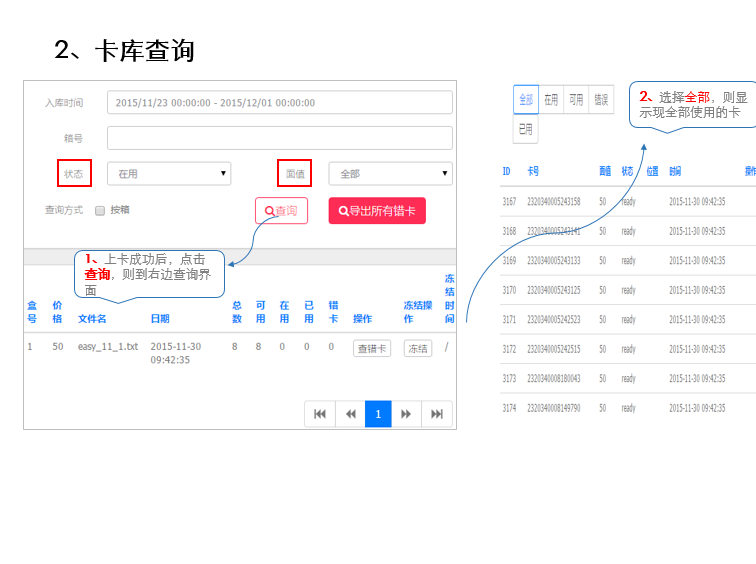 2、卡库查询
入库时间 2015/11/23 00:00:00 - 2015/12/01 00:00:00
箱号
状态 在用 面值 全部
查询方式 按箱 查询 导出所有错卡
1、上卡成功后，点击
查询，则到右边查询界
面
盒号 价格 文件名 日期 总数 可用 在用 已用 错卡 操作 冻结操作 冻结时间
1 50 easy_11_1.txt 2015-11-30 09:42:35 8 8 0 0 0 查错卡 冻结 /
1
全部 在用 可用 错误
已用
2、选择全部，则显
示现全部使用的卡
ID 卡号 面值 状态 位置 时间 操作
3167 2320340005243158 50 ready 2015-11-30 09:42:35
3168 2320340005243141 50 ready 2015-11-30 09:42:35
3169 2320340005243133 50 ready 2015-11-30 09:42:35
3170 2320340005243125 50 ready 2015-11-30 09:42:35
3171 2320340005242523 50 ready 2015-11-30 09:42:35
3172 2320340005242515 50 ready 2015-11-30 09:42:35
3173 2320340008180043 50 ready 2015-11-30 09:42:35
3174 2320340008149790 50 ready 2015-11-30 09:42:35